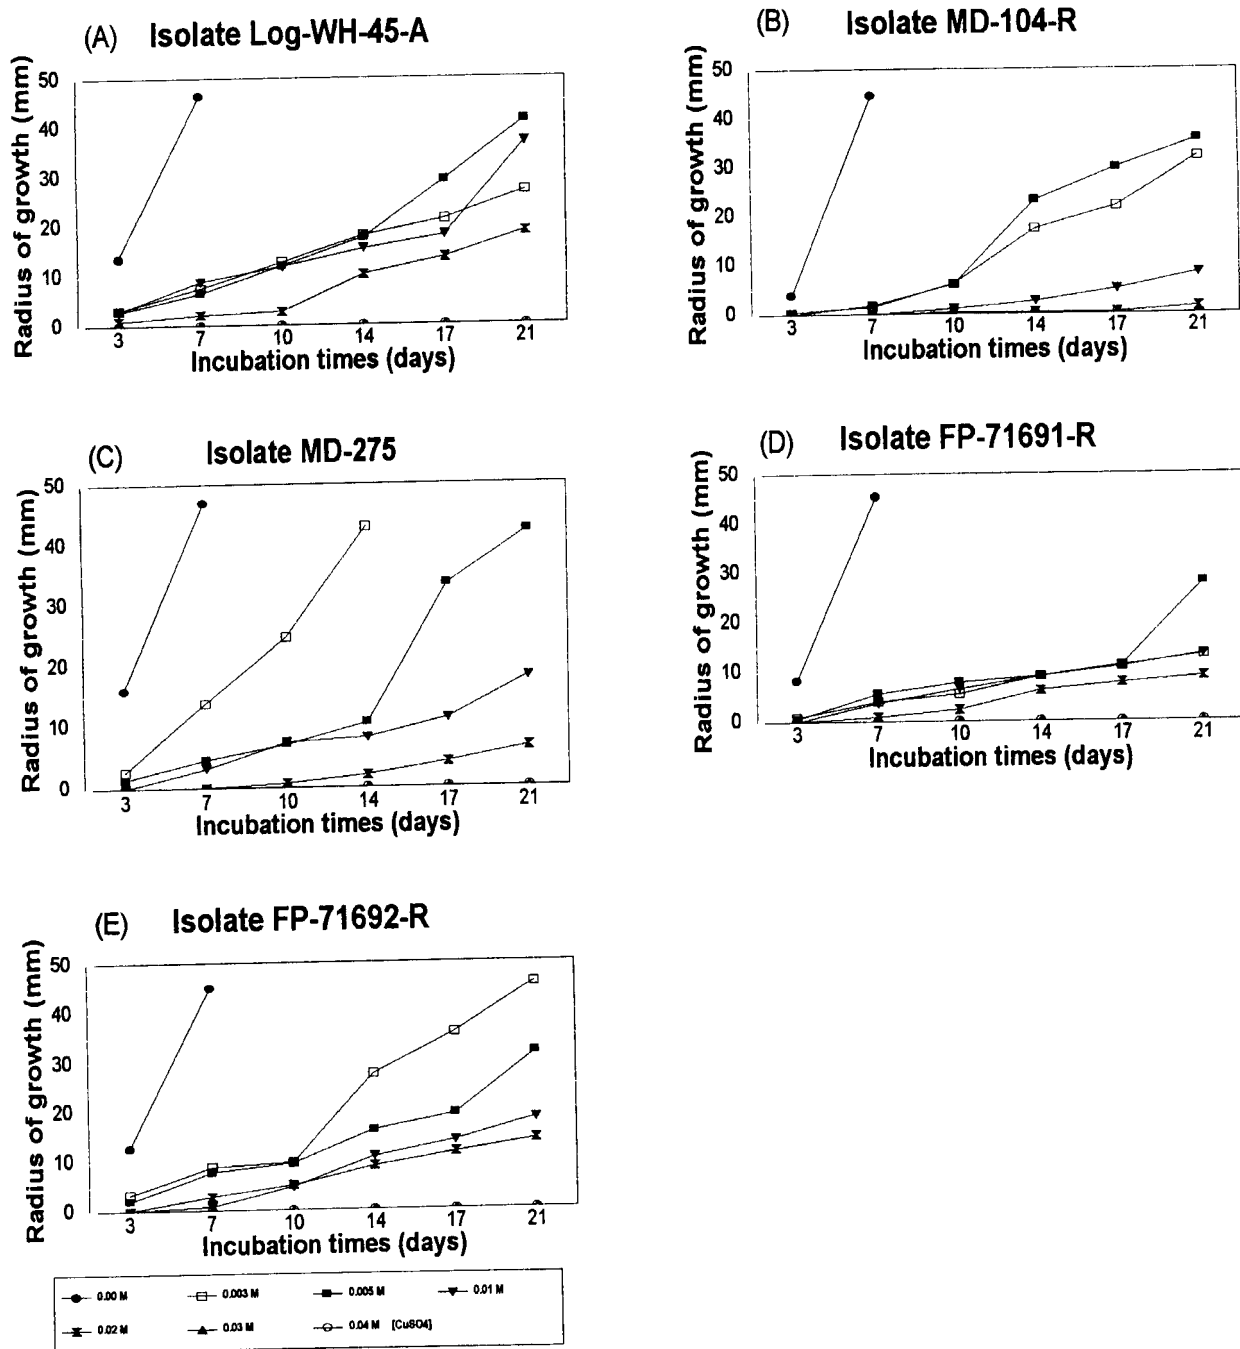 (A) Isolate Log-WH-45-A
Radius of growth (mm)
50
40
30
20
10
0
3 7 10 14 17 21
Incubation times (days)
(B) Isolate MD-104-R
Radius of growth (mm)
50
40
30
20
10
0
3 7 10 14 17 21
Incubation times (days)
(C) Isolate MD-275
Radius of growth (mm)
50
40
30
20
10
0
3 7 10 14 17 21
Incubation times (days)
(D) Isolate FP-71691-R
Radius of growth (mm)
50
40
30
20
10
0
3 7 10 14 17 21
Incubation times (days)
(E) Isolate FP-71692-R
Radius of growth (mm)
50
40
30
20
10
0
3 7 10 14 17 21
Incubation times (days)
0.00 M 0.003 M 0.005 M 0.01 M
0.02 M 0.03 M 0.04 M [CuSO4]